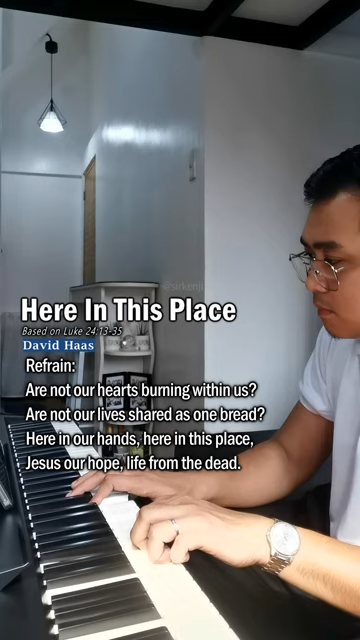 @sirkenji
Here In This Place
Based on Luke 24:13-35
David Haas
Refrain:
Are not our hearts burning within us?
Are not our lives shared as one bread?
Here in our hands, here in this place,
Jesus our hope, life from the dead.